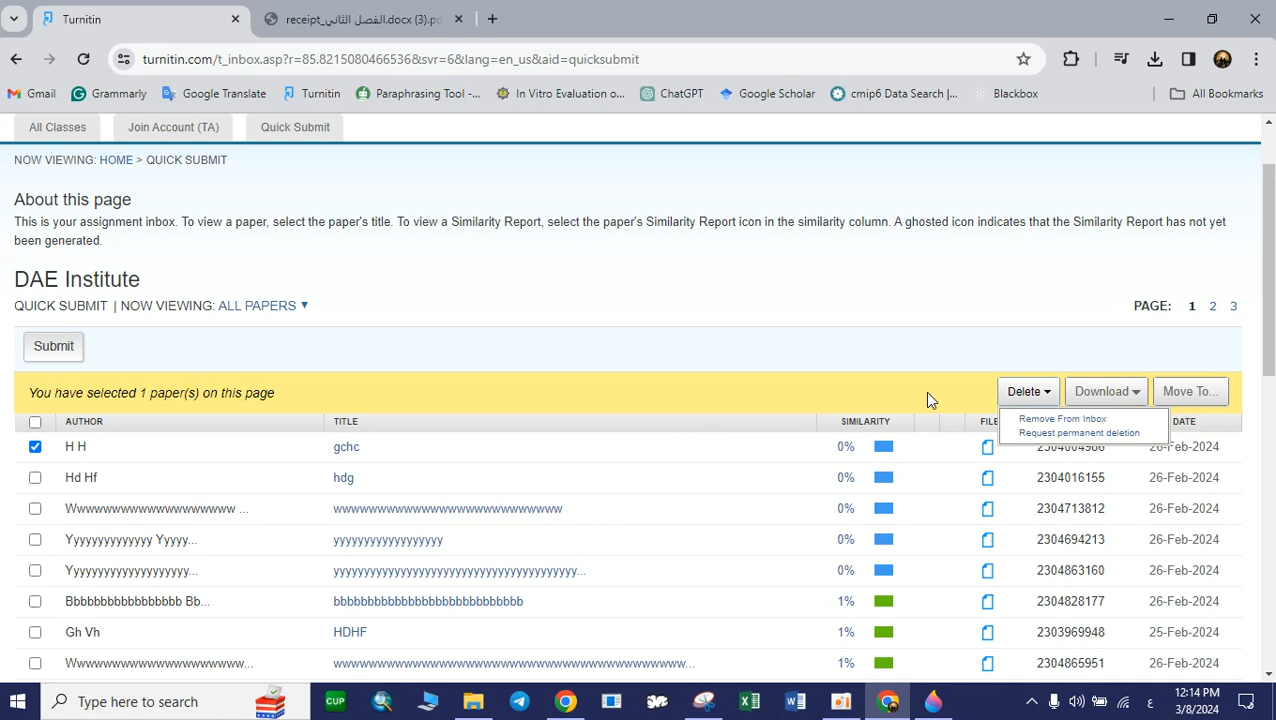 Turnitin
receipt_الفصل الثاني.docx (3).pd
turnitin.com/t_inbox.asp?r=85.8215080466536&svr=6&lang=en_us&aid=quicksubmit
Gmail Grammarly Google Translate Turnitin Paraphrasing Tool -... In Vitro Evaluation o... ChatGPT Google Scholar cmip6 Data Search |... Blackbox All Bookmarks
All Classes Join Account (TA) Quick Submit
NOW VIEWING: HOME > QUICK SUBMIT
About this page
This is your assignment inbox. To view a paper, select the paper's title. To view a Similarity Report, select the paper's Similarity Report icon in the similarity column. A ghosted icon indicates that the Similarity Report has not yet
been generated.
DAE Institute
QUICK SUBMIT | NOW VIEWING: ALL PAPERS ▼ PAGE: 1 2 3
Submit
You have selected 1 paper(s) on this page Delete Download Move To...
Remove From Inbox
Request permanent deletion
AUTHOR TITLE SIMILARITY FILE DATE
H H gchc 0% 2304004986 26-Feb-2024
Hd Hf hdg 0% 2304016155 26-Feb-2024
Wwwwwwwwwwwwwwwwww ... wwwwwwwwwwwwwwwwwwwwwwwwww 0% 2304713812 26-Feb-2024
Yyyyyyyyyyyyy Yyyyy... yyyyyyyyyyyyyyyyyy 0% 2304694213 26-Feb-2024
Yyyyyyyyyyyyyyyyyyy... yyyyyyyyyyyyyyyyyyyyyyyyyyyyyyyyyyyyyyyy... 0% 2304863160 26-Feb-2024
Bbbbbbbbbbbbbbbbb Bb... bbbbbbbbbbbbbbbbbbbbbbbbbbb 1% 2304828177 26-Feb-2024
Gh Vh HDHF 1% 2303969948 25-Feb-2024
Wwwwwwwwwwwwwwwwwww... wwwwwwwwwwwwwwwwwwwwwwwwwwwwwwwwwwwwwwww... 1% 2304865951 26-Feb-2024
Type here to search
CUP
ع
12:14 PM
3/8/2024